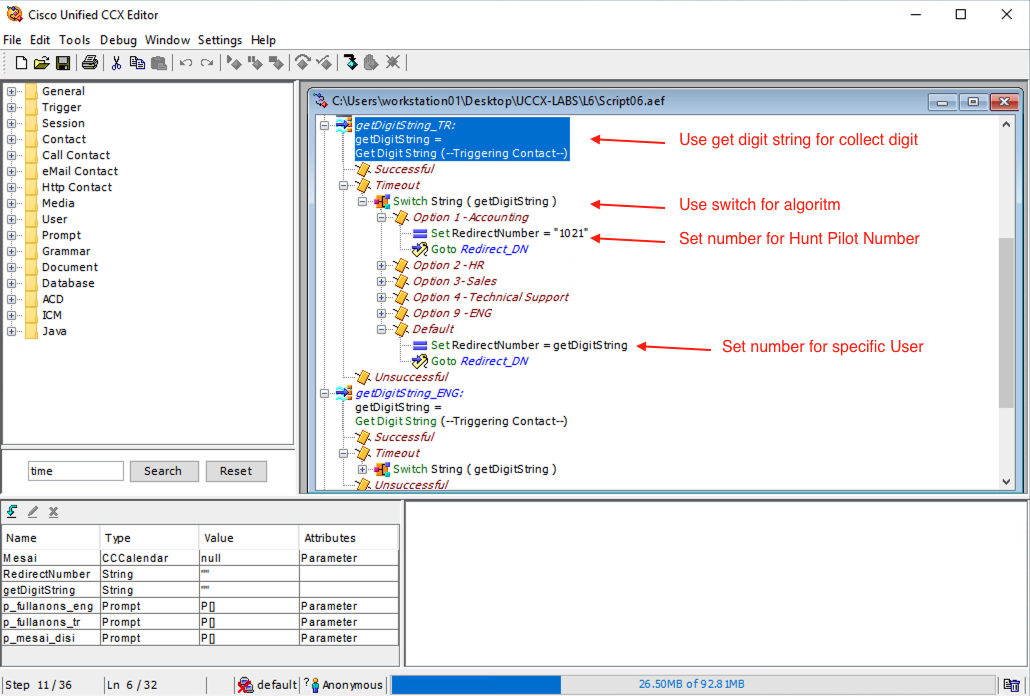 Cisco Unified CCX Editor
File Edit Tools Debug Window Settings Help
General
Trigger
Session
Contact
Call Contact
eMail Contact
Http Contact
Media
User
Prompt
Grammar
Document
Database
ACD
ICM
Java
time Search Reset
C:\Users\workstation01\Desktop\UCCX-LABS\L6\Script06.aef
getDigitString_TR:
getDigitString =
Get Digit String (--Triggering Contact--)
Use get digit string for collect digit
Successful
Timeout
Switch String ( getDigitString )
Use switch for algoritm
Option 1 - Accounting
Set RedirectNumber = "1021"
Set number for Hunt Pilot Number
Goto Redirect_DN
Option 2 - HR
Option 3- Sales
Option 4 - Technical Support
Option 9 - ENG
Default
Set RedirectNumber = getDigitString
Set number for specific User
Goto Redirect_DN
Unsuccessful
getDigitString_ENG:
getDigitString =
Get Digit String (--Triggering Contact--)
Successful
Timeout
Switch String ( getDigitString )
Unsuccessful
Name Type Value Attributes
Mesai CCCalendar null Parameter
RedirectNumber String ""
getDigitString String ""
p_fullanons_eng Prompt P[] Parameter
p_fullanons_tr Prompt P[] Parameter
p_mesai_disi Prompt P[] Parameter
Step 11 / 36 Ln 6 / 32 default ? Anonymous 26.50MB of 92.81MB